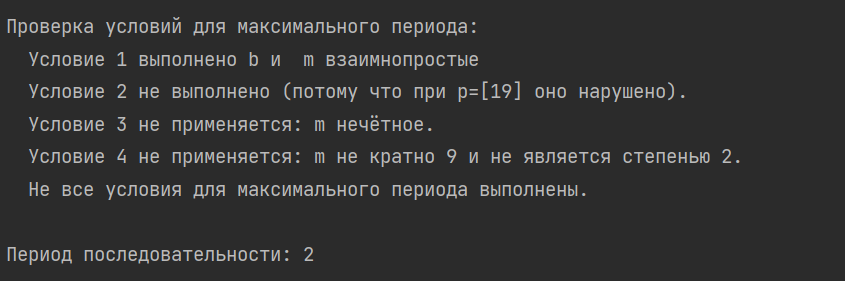 Проверка условий для максимального периода:
Условие 1 выполнено b и  m взаимнопростые
Условие 2 не выполнено (потому что при p=[19] оно нарушено).
Условие 3 не применяется: m нечётное.
Условие 4 не применяется: m не кратно 9 и не является степенью 2.
Не все условия для максимального периода выполнены.
Период последовательности: 2